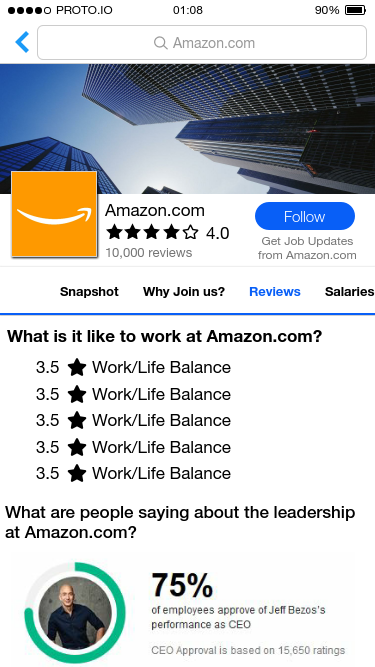 PROTO.IO 01:08 90%
Amazon.com
Amazon.com
4.0
10,000 reviews
Follow
Get Job Updates
from Amazon.com
Snapshot Why Join us? Reviews Salaries
What is it like to work at Amazon.com?
3.5 Work/Life Balance
3.5 Work/Life Balance
3.5 Work/Life Balance
3.5 Work/Life Balance
3.5 Work/Life Balance
What are people saying about the leadership
at Amazon.com?
75%
of employees approve of Jeff Bezos's
performance as CEO
CEO Approval is based on 15,650 ratings